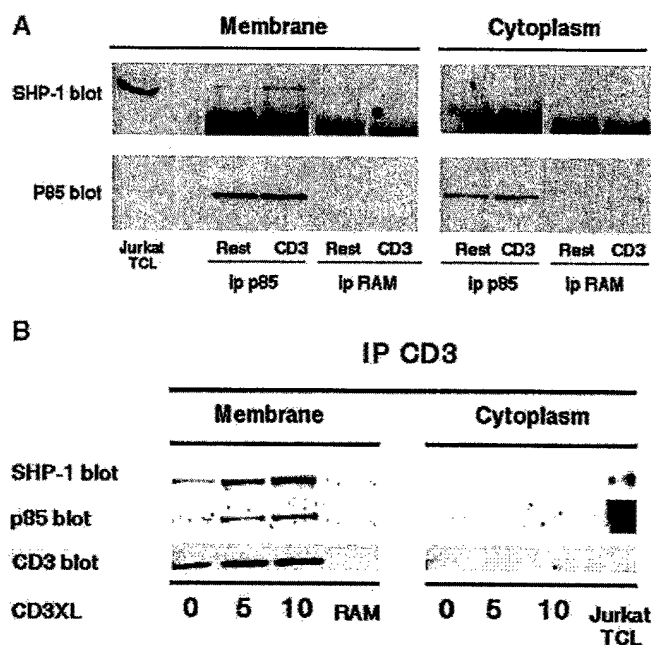 A
Membrane Cytoplasm
SHP-1 blot
P85 blot
Jurkat TCL Rest CD3 Rest CD3 Rest CD3 Rest CD3
ip p85 ip RAM ip p85 ip RAM
B
IP CD3
Membrane Cytoplasm
SHP-1 blot
p85 blot
CD3 blot
CD3XL 0 5 10 RAM 0 5 10 Jurkat
TCL